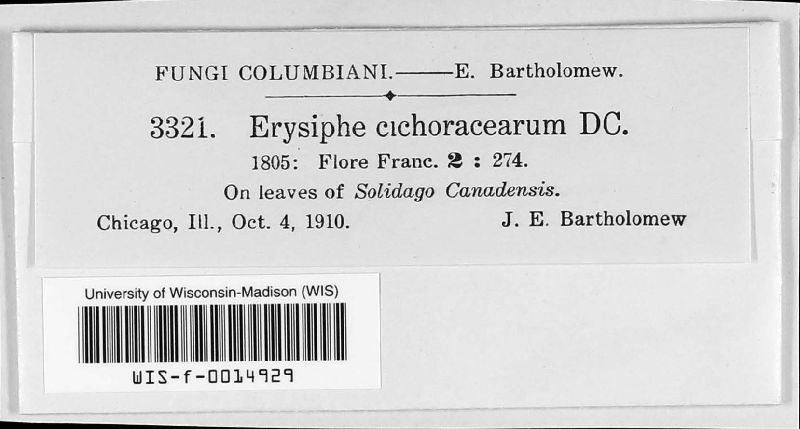 FUNGI COLUMBIANI.——E. Bartholomew.
3321. Erysiphe cichoracearum DC.
1805: Flore Franc. 2 : 274.
On leaves of Solidago Canadensis.
Chicago, Ill., Oct. 4, 1910. J. E. Bartholomew
University of Wisconsin-Madison (WIS)
WIS-f-0014929